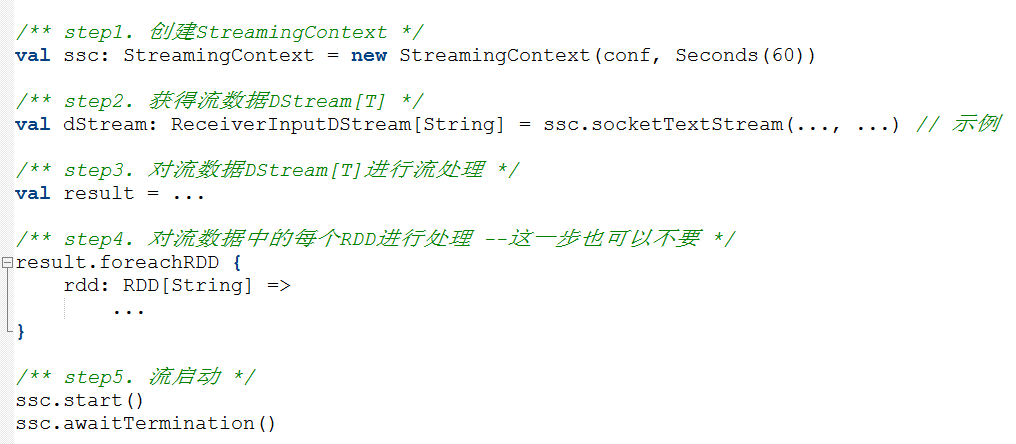 /** step1. 创建StreamingContext */
val ssc: StreamingContext = new StreamingContext(conf, Seconds(60))
/** step2. 获得流数据DStream[T] */
val dStream: ReceiverInputDStream[String] = ssc.socketTextStream(..., ...) // 示例
/** step3. 对流数据DStream[T]进行流处理 */
val result = ...
/** step4. 对流数据中的每个RDD进行处理 --这一步也可以不要 */
result.foreachRDD {
    rdd: RDD[String] =>
        ...
}
/** step5. 流启动 */
ssc.start()
ssc.awaitTermination()